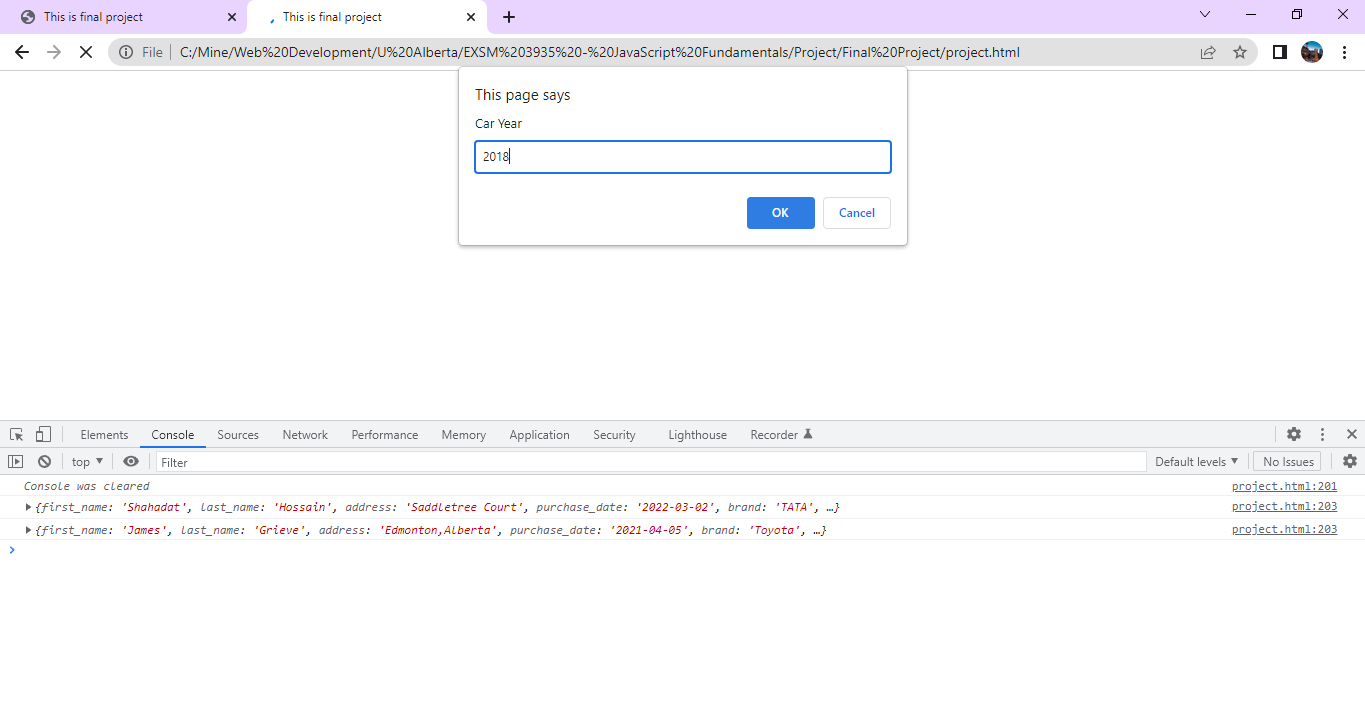 This is final project This is final project
File C:/Mine/Web%20Development/U%20Alberta/EXSM%203935%20-%20JavaScript%20Fundamentals/Project/Final%20Project/project.html
This page says
Car Year
2018
OK Cancel
Elements Console Sources Network Performance Memory Application Security Lighthouse Recorder
top Filter Default levels No Issues
Console was cleared project.html:201
{first_name: 'Shahadat', last_name: 'Hossain', address: 'Saddletree Court', purchase_date: '2022-03-02', brand: 'TATA', …} project.html:203
{first_name: 'James', last_name: 'Grieve', address: 'Edmonton,Alberta', purchase_date: '2021-04-05', brand: 'Toyota', …} project.html:203